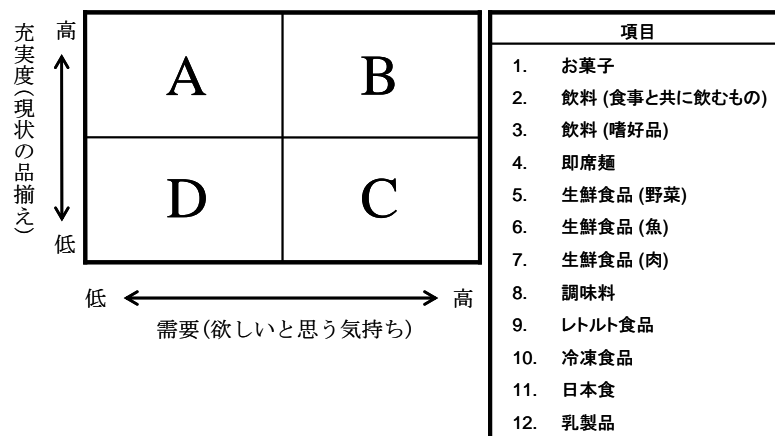 充実度(現状の品揃え)
高
低
A
B
D
C
低
高
需要(欲しいと思う気持ち)
項目
1. お菓子
2. 飲料 (食事と共に飲むもの)
3. 飲料 (嗜好品)
4. 即席麺
5. 生鮮食品 (野菜)
6. 生鮮食品 (魚)
7. 生鮮食品 (肉)
8. 調味料
9. レトルト食品
10. 冷凍食品
11. 日本食
12. 乳製品